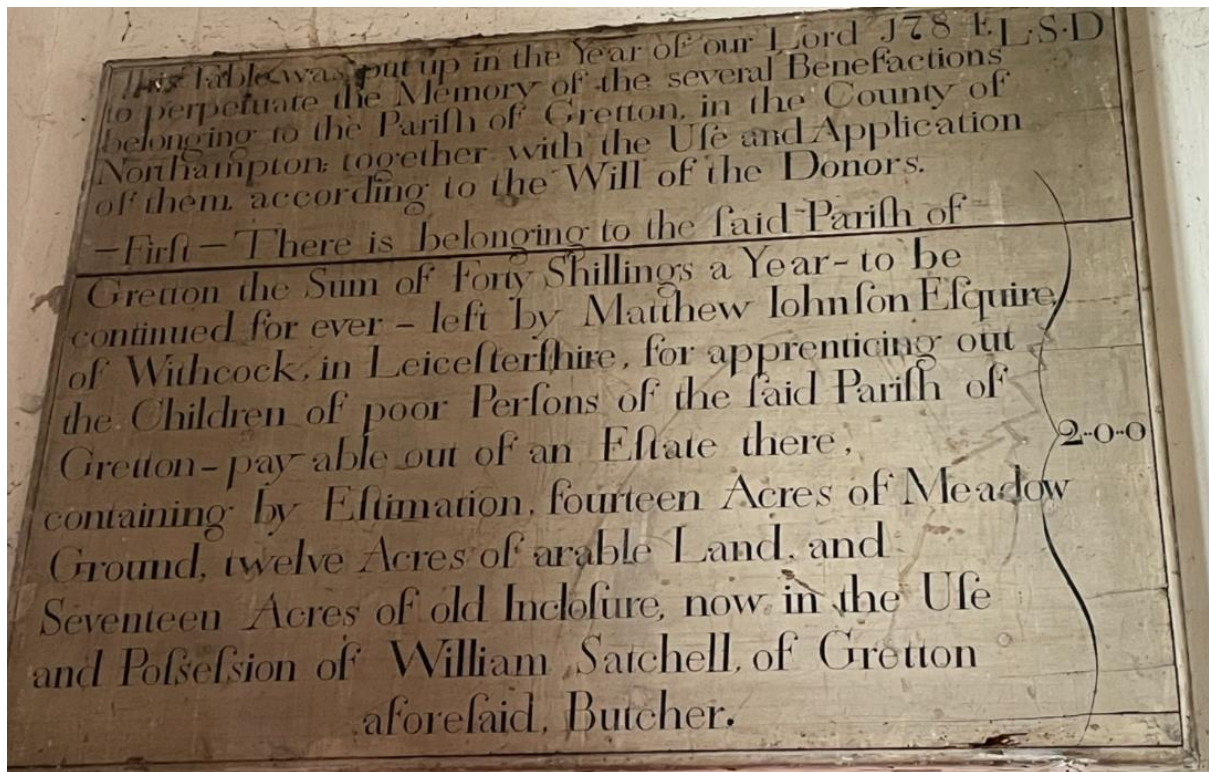 This Table was put up in the Year of our Lord 178 L·S·D
to perpetuate the Memory of the several Benefactions
belonging to the Pariſh of Gretton, in the County of
Northampton; together with the Uſe and Application
of them, according to the Will of the Donors.
—Firſt— There is belonging to the ſaid Pariſh of
Gretton the Sum of Forty Shillings a Year - to be
continued for ever - left by Matthew Iohnſon Eſquire,
of Withcock, in Leiceſterſhire, for apprenticing out
the Children of poor Perſons of the ſaid Pariſh of
Gretton - pay able out of an Eſtate there, 2--0--0
containing by Eſtimation, fourteen Acres of Meadow
Ground, twelve Acres of arable Land, and
Seventeen Acres of old Incloſure, now in the Uſe
and Poſseſsion of William Satchell, of Gretton
aforeſaid, Butcher.